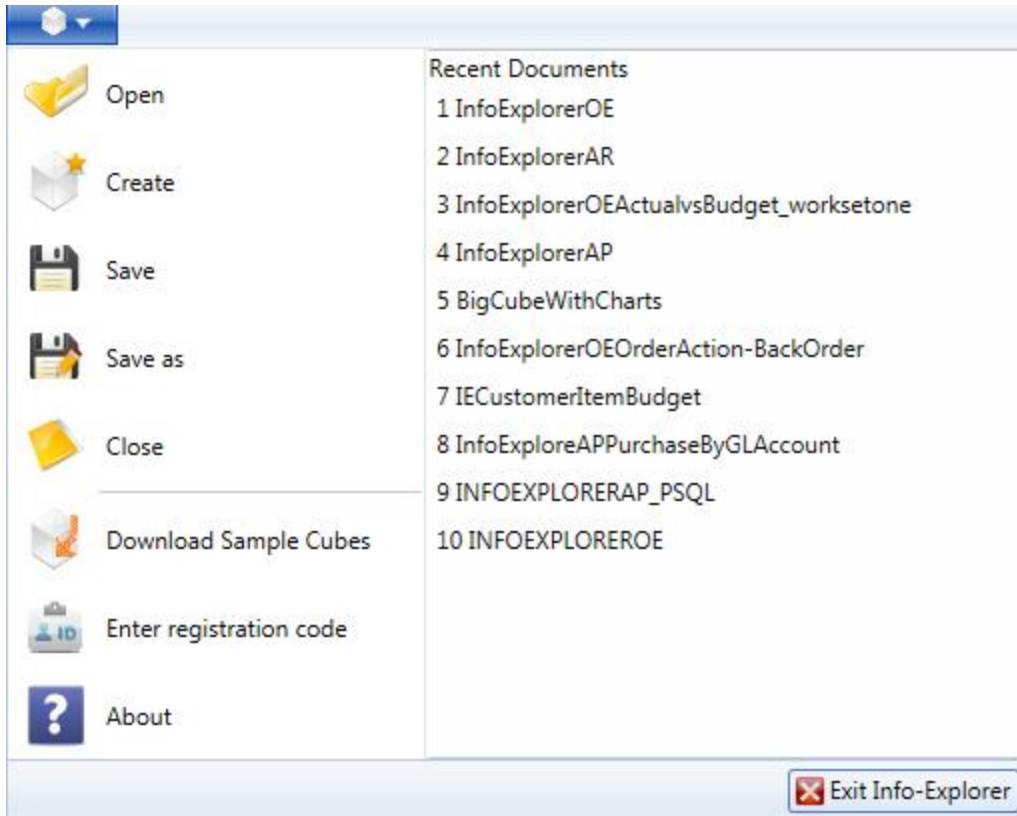 Open
Create
Save
Save as
Close
Download Sample Cubes
ID
Enter registration code
?
About
Recent Documents
1 InfoExplorerOE
2 InfoExplorerAR
3 InfoExplorerOEActualvsBudget_worksetone
4 InfoExplorerAP
5 BigCubeWithCharts
6 InfoExplorerOEOrderAction-BackOrder
7 IECustomerItemBudget
8 InfoExploreAPPurchaseByGLAccount
9 INFOEXPLORERAP_PSQL
10 INFOEXPLOREROE
Exit Info-Explorer